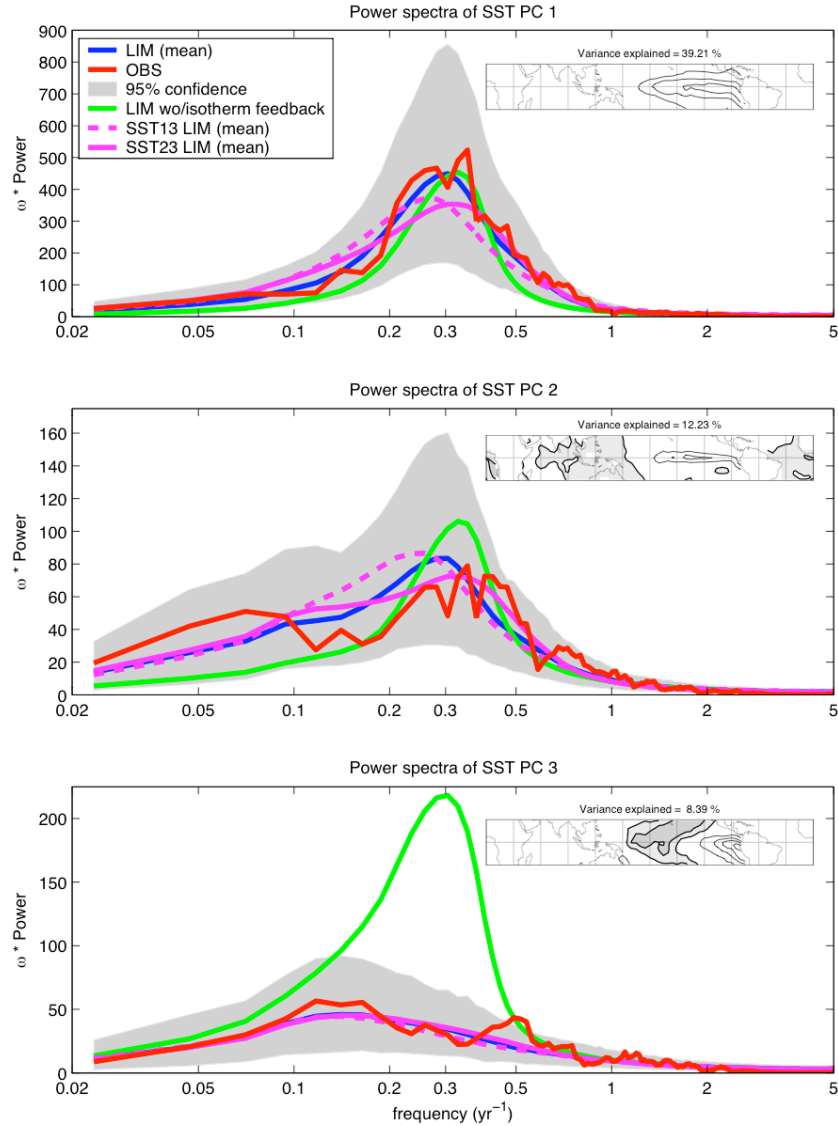 Power spectra of SST PC 1
900
800
700
600
500
400
300
200
100
0
ω * Power
LIM (mean)
OBS
95% confidence
LIM wo/isotherm feedback
SST13 LIM (mean)
SST23 LIM (mean)
Variance explained = 39.21 %
0.02 0.05 0.1 0.2 0.3 0.5 1 2 5
Power spectra of SST PC 2
160
140
120
100
80
60
40
20
0
ω * Power
Variance explained = 12.23 %
0.02 0.05 0.1 0.2 0.3 0.5 1 2 5
Power spectra of SST PC 3
200
150
100
50
0
ω * Power
Variance explained = 8.39 %
0.02 0.05 0.1 0.2 0.3 0.5 1 2 5
frequency (yr⁻¹)